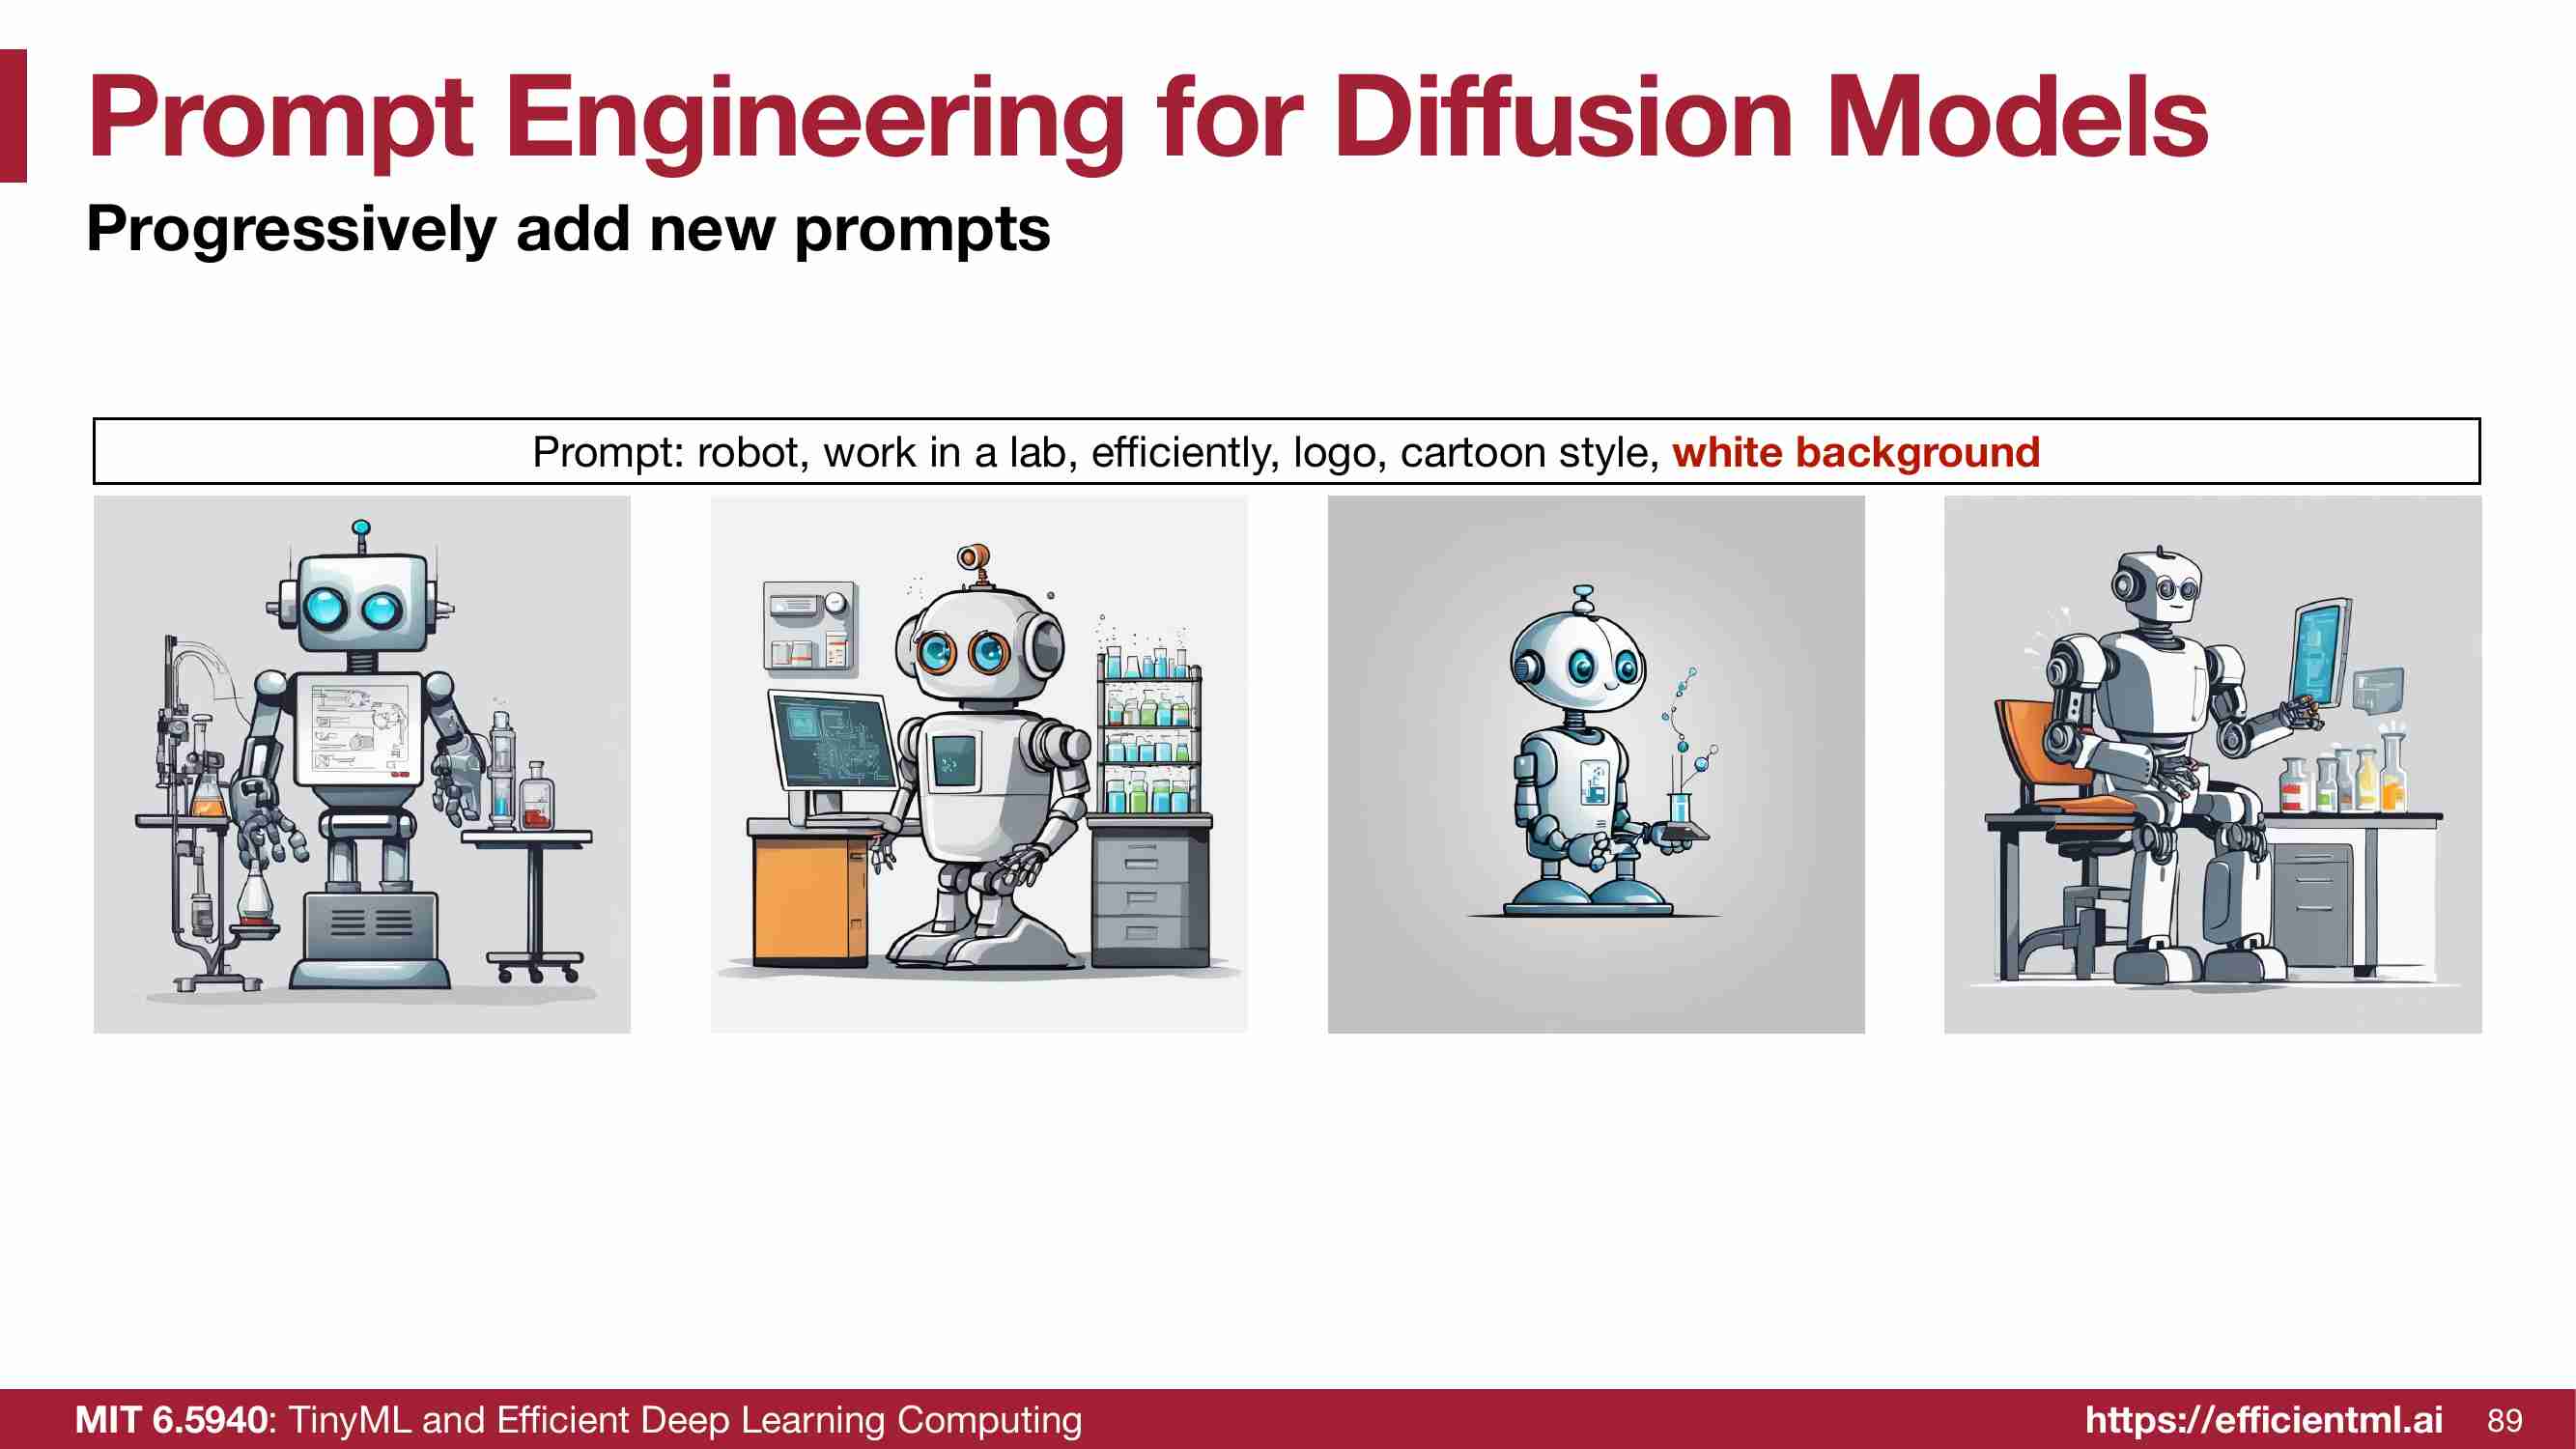 Prompt Engineering for Diffusion Models
Progressively add new prompts
Prompt: robot, work in a lab, efficiently, logo, cartoon style, white background
MIT 6.5940: TinyML and Efficient Deep Learning Computing
https://efficientml.ai 89